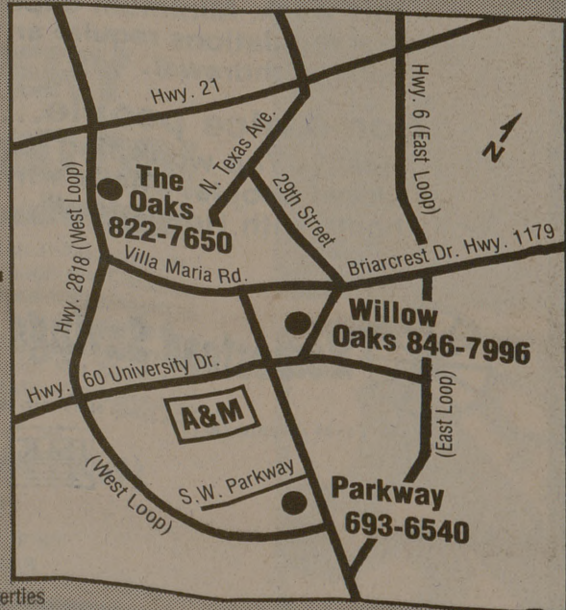 Hwy. 21
N. Texas Ave.
Hwy. 6 (East Loop)
N
29th Street
The
Oaks
822-7650
Hwy. 2818 (West Loop)
Villa Maria Rd.
Briarcrest Dr. Hwy. 1179
Willow
Oaks 846-7996
Hwy. 60 University Dr.
A&M
(East Loop)
(West Loop)
S.W. Parkway
Parkway
693-6540
erties